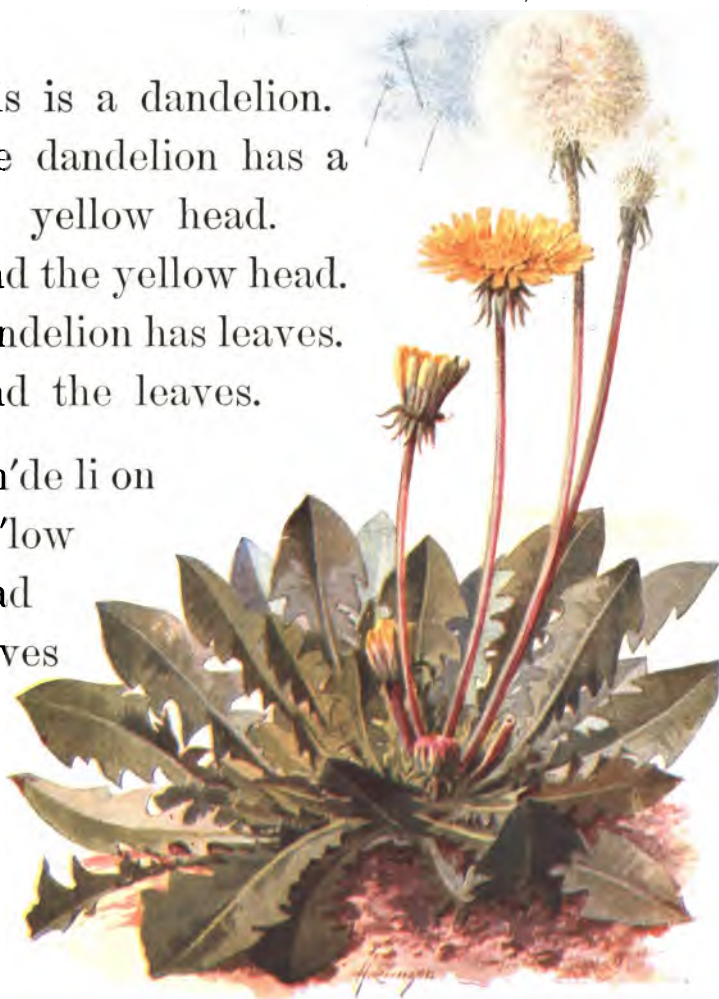 s is a dandelion.
e dandelion has a
yellow head.
d the yellow head.
ndelion has leaves.
d the leaves.
n'de li on
'low
ad
ves